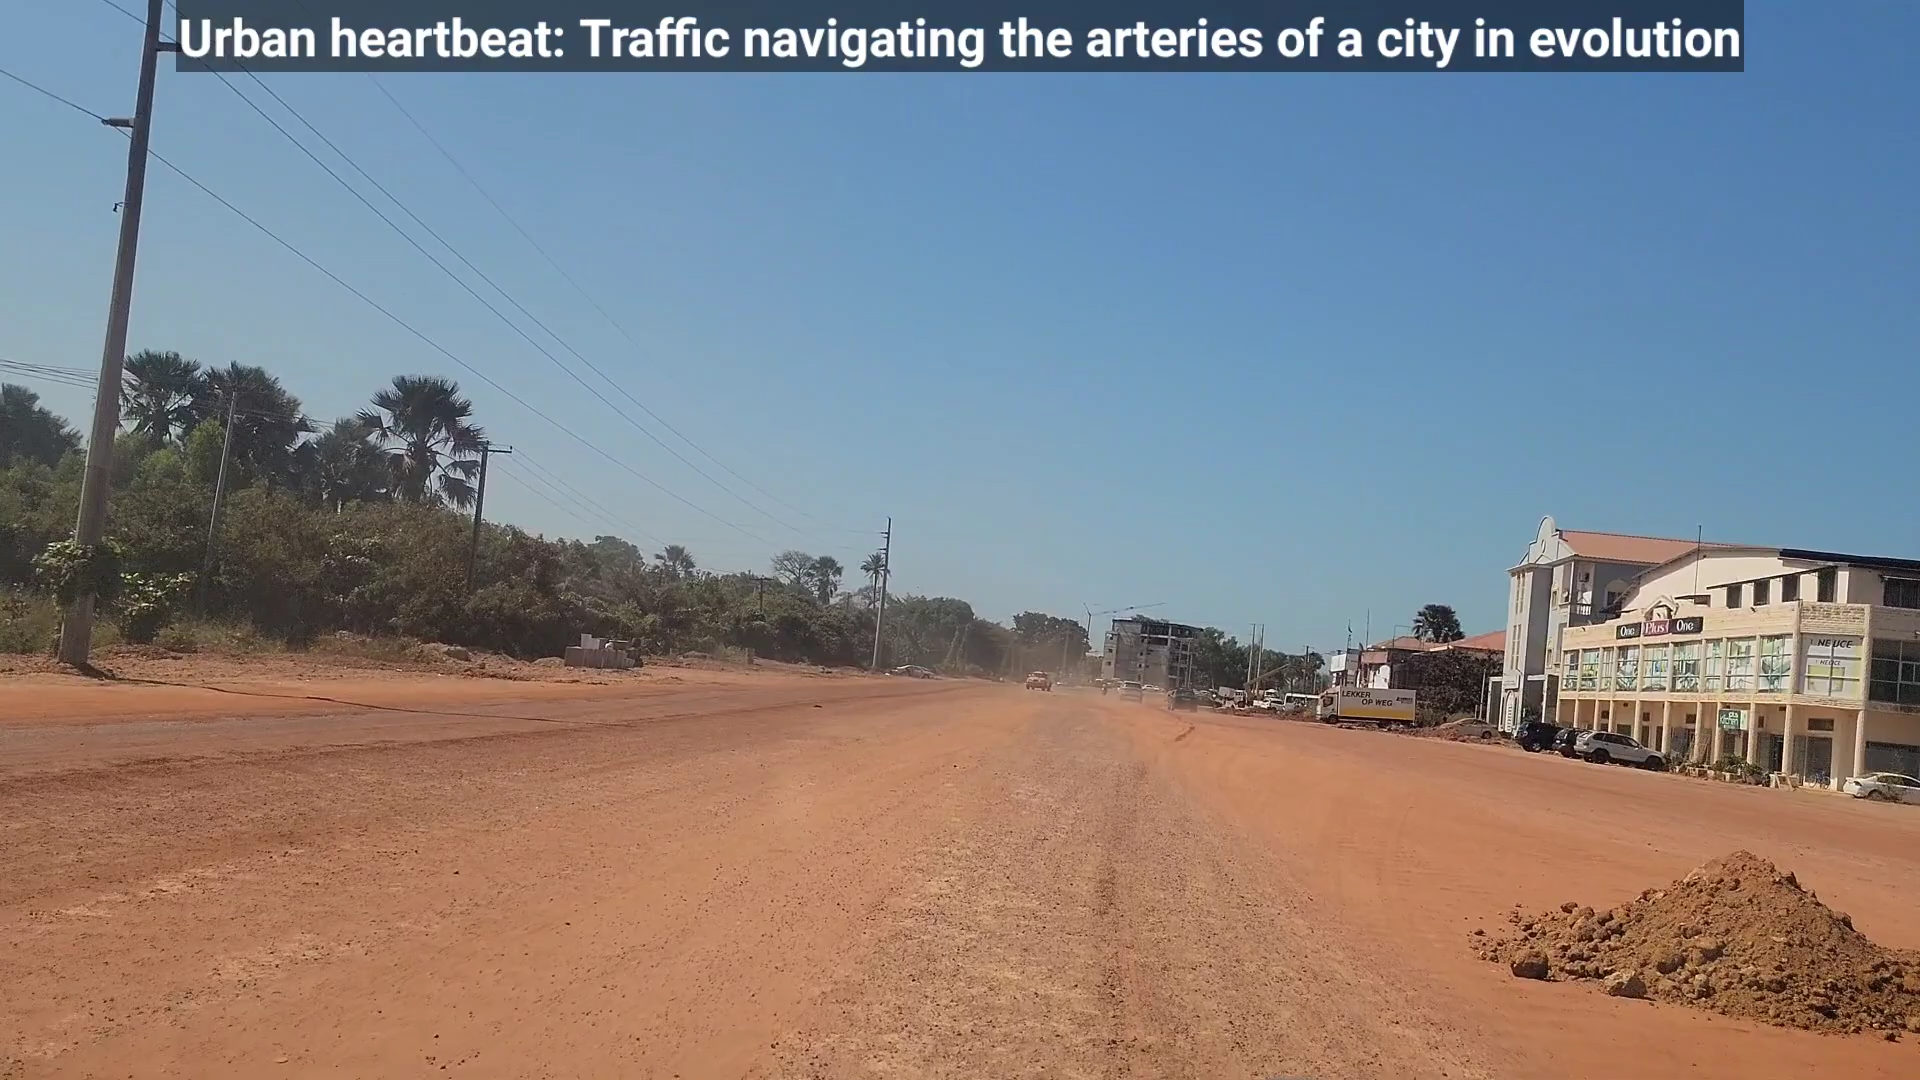 Urban heartbeat: Traffic navigating the arteries of a city in evolution
One Plus One
LEKKER
OP WEG